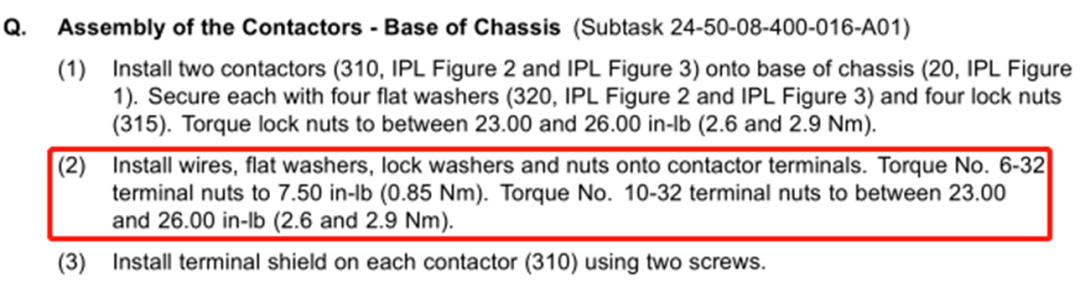 Q. Assembly of the Contactors - Base of Chassis (Subtask 24-50-08-400-016-A01)
(1) Install two contactors (310, IPL Figure 2 and IPL Figure 3) onto base of chassis (20, IPL Figure
1). Secure each with four flat washers (320, IPL Figure 2 and IPL Figure 3) and four lock nuts
(315). Torque lock nuts to between 23.00 and 26.00 in-lb (2.6 and 2.9 Nm).
(2) Install wires, flat washers, lock washers and nuts onto contactor terminals. Torque No. 6-32
terminal nuts to 7.50 in-lb (0.85 Nm). Torque No. 10-32 terminal nuts to between 23.00
and 26.00 in-lb (2.6 and 2.9 Nm).
(3) Install terminal shield on each contactor (310) using two screws.